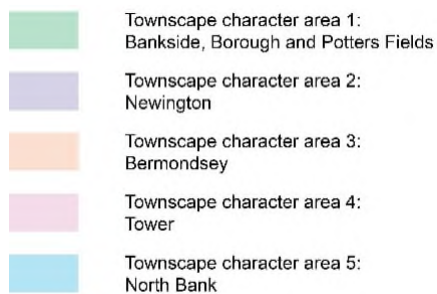 Townscape character area 1:
Bankside, Borough and Potters Fields
Townscape character area 2:
Newington
Townscape character area 3:
Bermondsey
Townscape character area 4:
Tower
Townscape character area 5:
North Bank